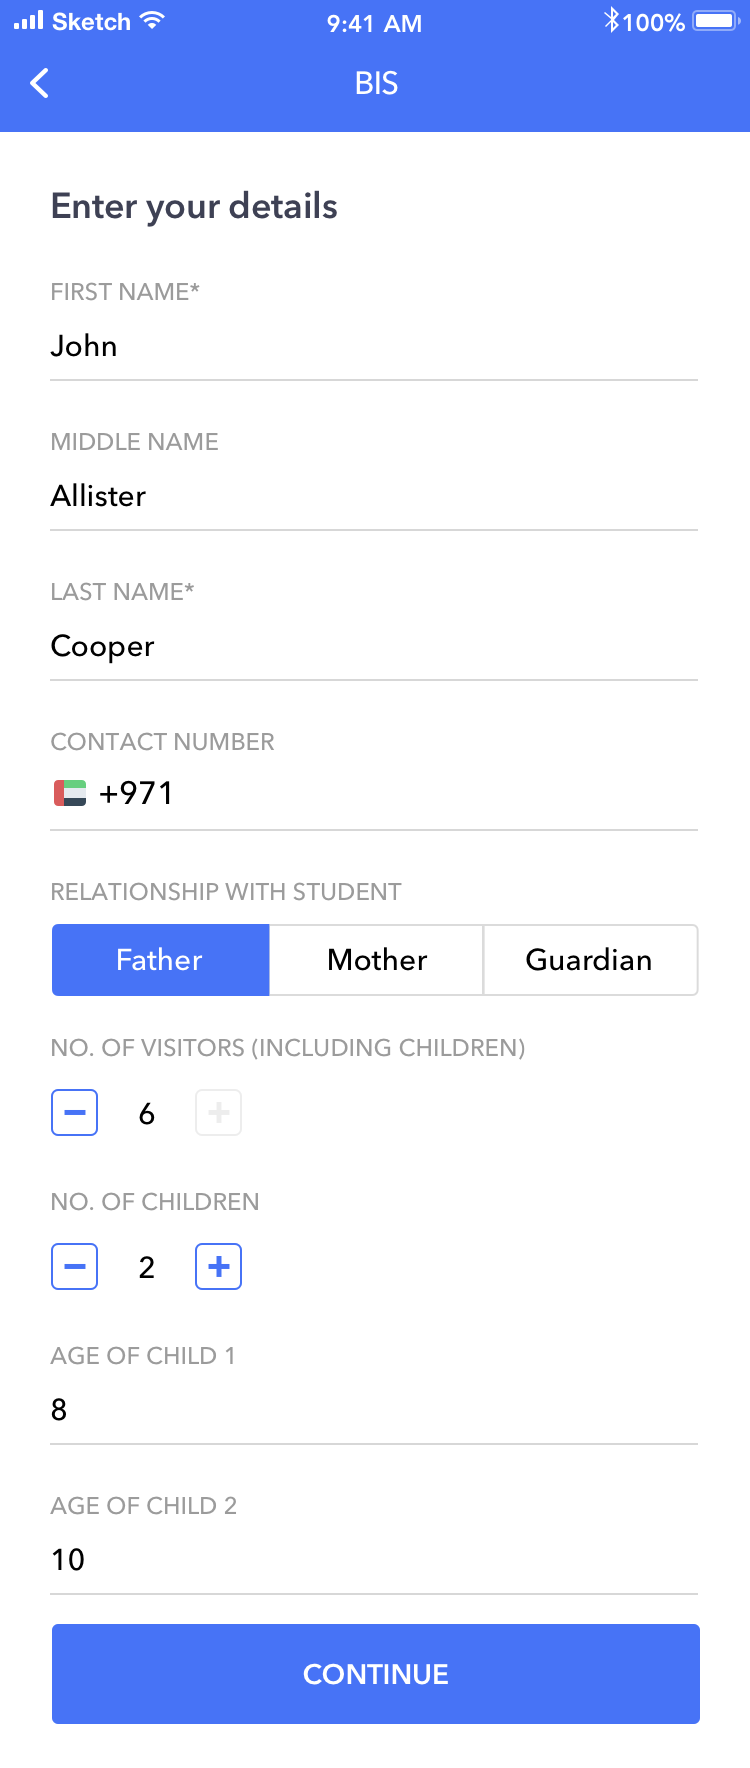 Sketch 9:41 AM 100%
BIS
Enter your details
FIRST NAME*
John
MIDDLE NAME
Allister
LAST NAME*
Cooper
CONTACT NUMBER
+971
RELATIONSHIP WITH STUDENT
Father Mother Guardian
NO. OF VISITORS (INCLUDING CHILDREN)
6
NO. OF CHILDREN
2
AGE OF CHILD 1
8
AGE OF CHILD 2
10
CONTINUE